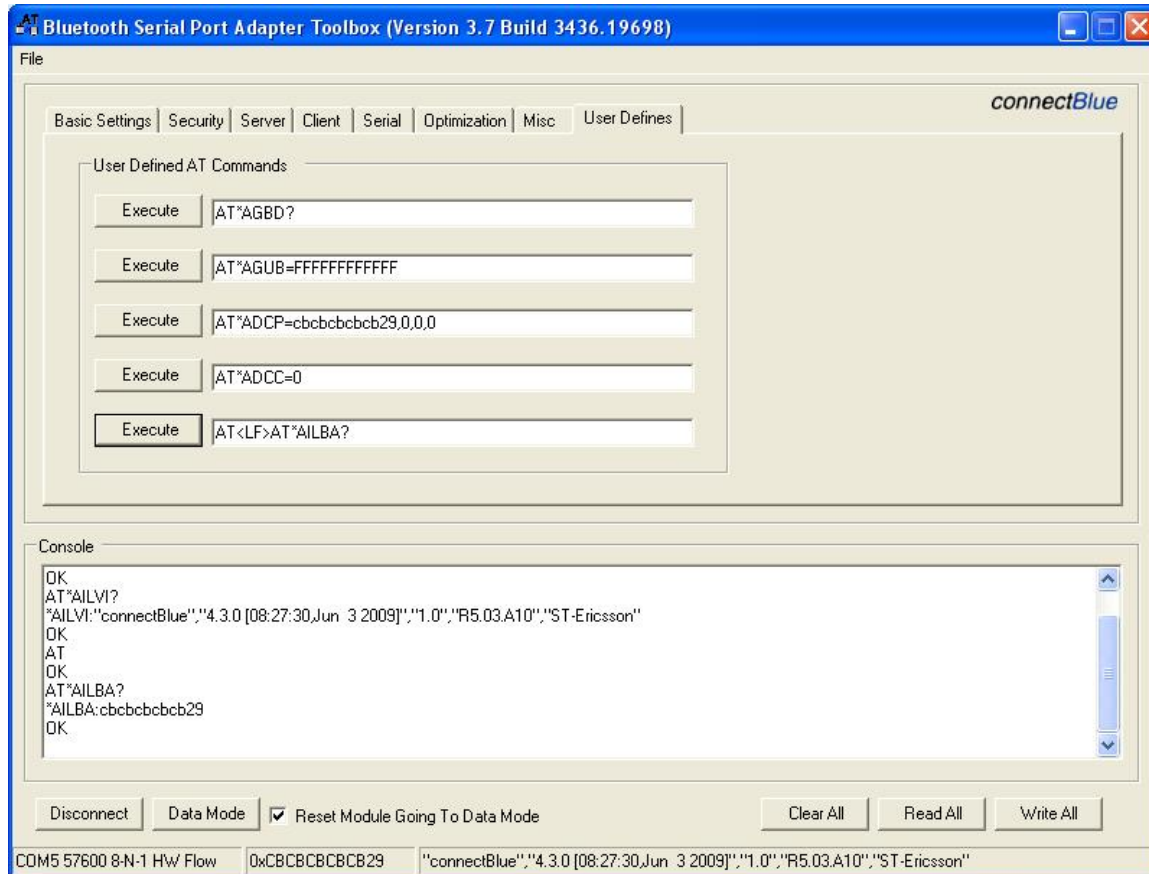 Bluetooth Serial Port Adapter Toolbox (Version 3.7 Build 3436.19698)
File
connectBlue
Basic Settings Security Server Client Serial Optimization Misc User Defines
User Defined AT Commands
Execute AT*AGBD?
Execute AT*AGUB=FFFFFFFFFFFF
Execute AT*ADCP=cbcbcbcbcb29,0,0,0
Execute AT*ADCC=0
Execute AT<LF>AT*AILBA?
Console
OK
AT*AILVI?
*AILVI:"connectBlue","4.3.0 [08:27:30,Jun  3 2009]","1.0","R5.03.A10","ST-Ericsson"
OK
AT
OK
AT*AILBA?
*AILBA:cbcbcbcbcb29
OK
Disconnect Data Mode Reset Module Going To Data Mode Clear All Read All Write All
COM5 57600 8-N-1 HW Flow 0xCBCBCBCBCB29 "connectBlue","4.3.0 [08:27:30,Jun  3 2009]","1.0","R5.03.A10","ST-Ericsson"